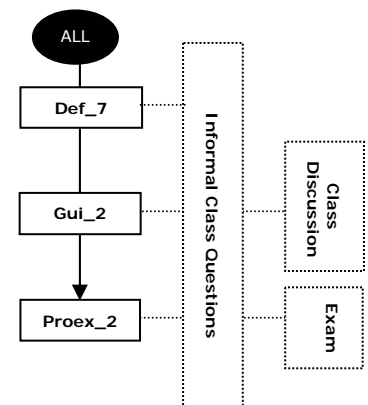 ALL
Def_7
Gui_2
Proex_2
Informal Class Questions
Class
Discussion
Exam